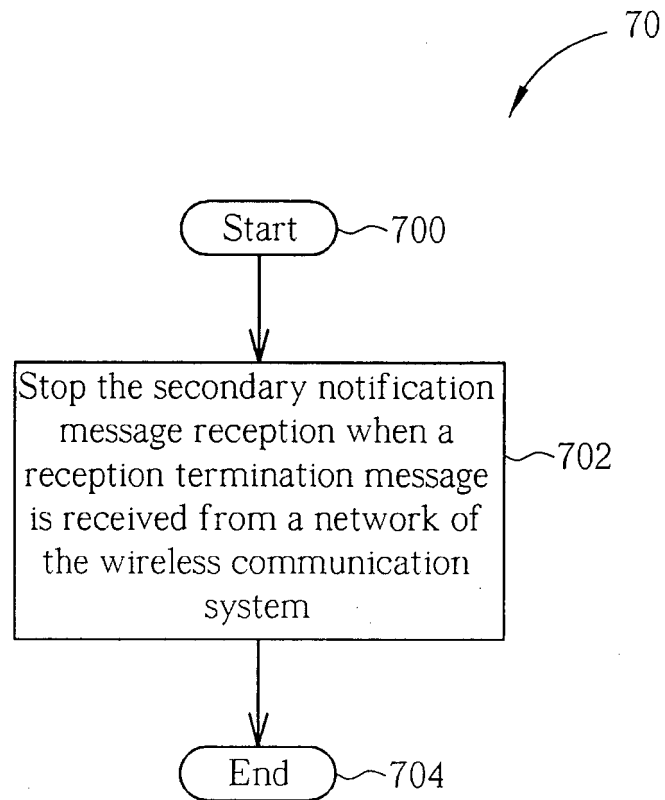 70
Start
700
Stop the secondary notification
message reception when a
reception termination message
is received from a network of
the wireless communication
system
702
End
704